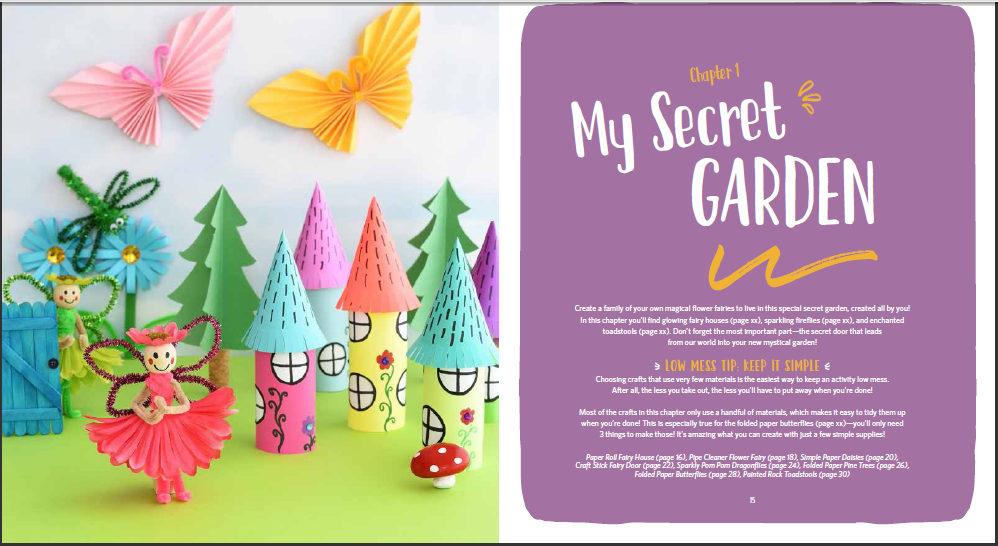 Chapter 1
My Secret
GARDEN
Create a family of your own magical flower fairies to live in this special secret garden, created all by you!
In this chapter you'll find glowing fairy houses (page xx), sparkling fireflies (page xx), and enchanted
toadstools (page xx). Don't forget the most important part—the secret door that leads
from our world into your new mystical garden!
LOW MESS TIP: KEEP IT SIMPLE
Choosing crafts that use very few materials is the easiest way to keep an activity low mess.
After all, the less you take out, the less you'll have to put away when you're done!
Most of the crafts in this chapter only use a handful of materials, which makes it easy to tidy them up
when you're done! This is especially true for the folded paper butterflies (page xx)—you'll only need
3 things to make those! It's amazing what you can create with just a few simple supplies!
Paper Roll Fairy House (page 16), Pipe Cleaner Flower Fairy (page 18), Simple Paper Daisies (page 20),
Craft Stick Fairy Door (page 22), Sparkly Pom Pom Dragonflies (page 24), Folded Paper Pine Trees (page 26),
Folded Paper Butterflies (page 28), Painted Rock Toadstools (page 30)
15